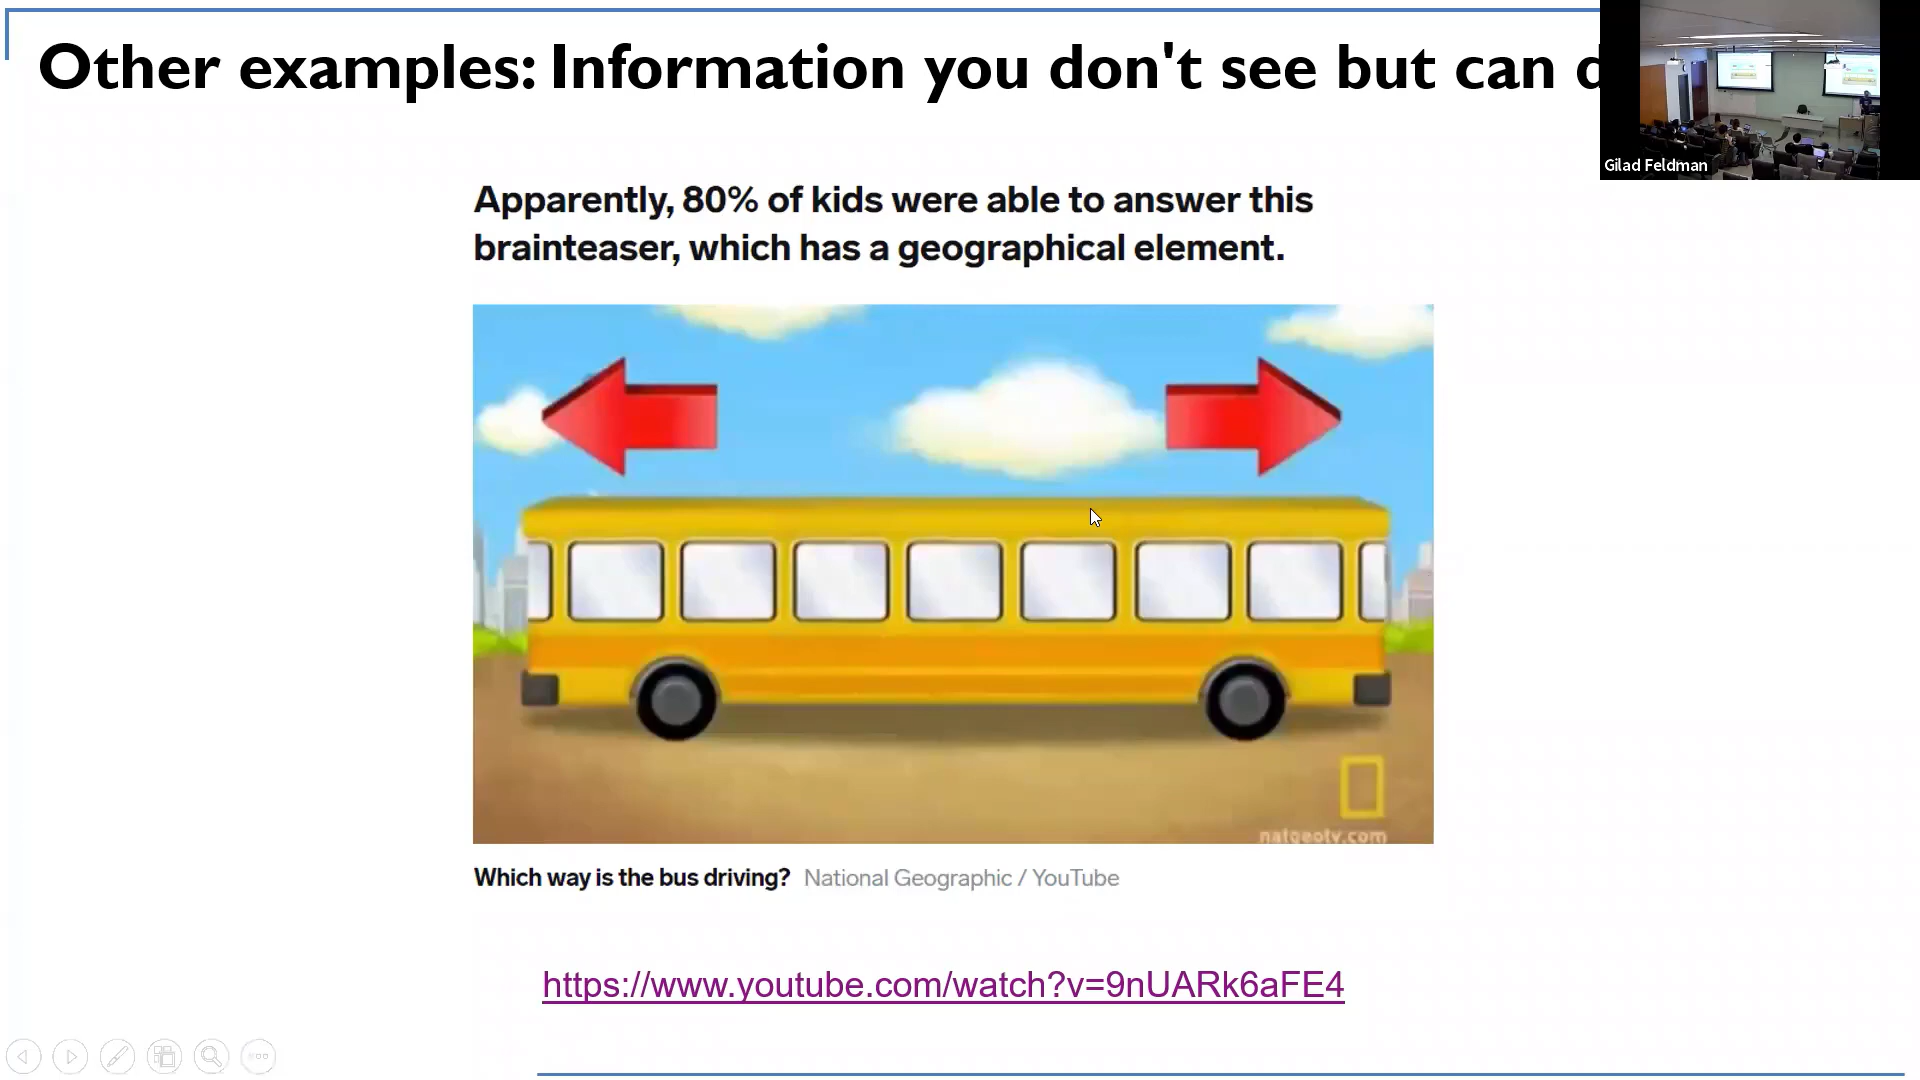 Other examples: Information you don't see but can
Gilad Feldman
Apparently, 80% of kids were able to answer this
brainteaser, which has a geographical element.
natgeotv.com
Which way is the bus driving? National Geographic / YouTube
https://www.youtube.com/watch?v=9nUARk6aFE4